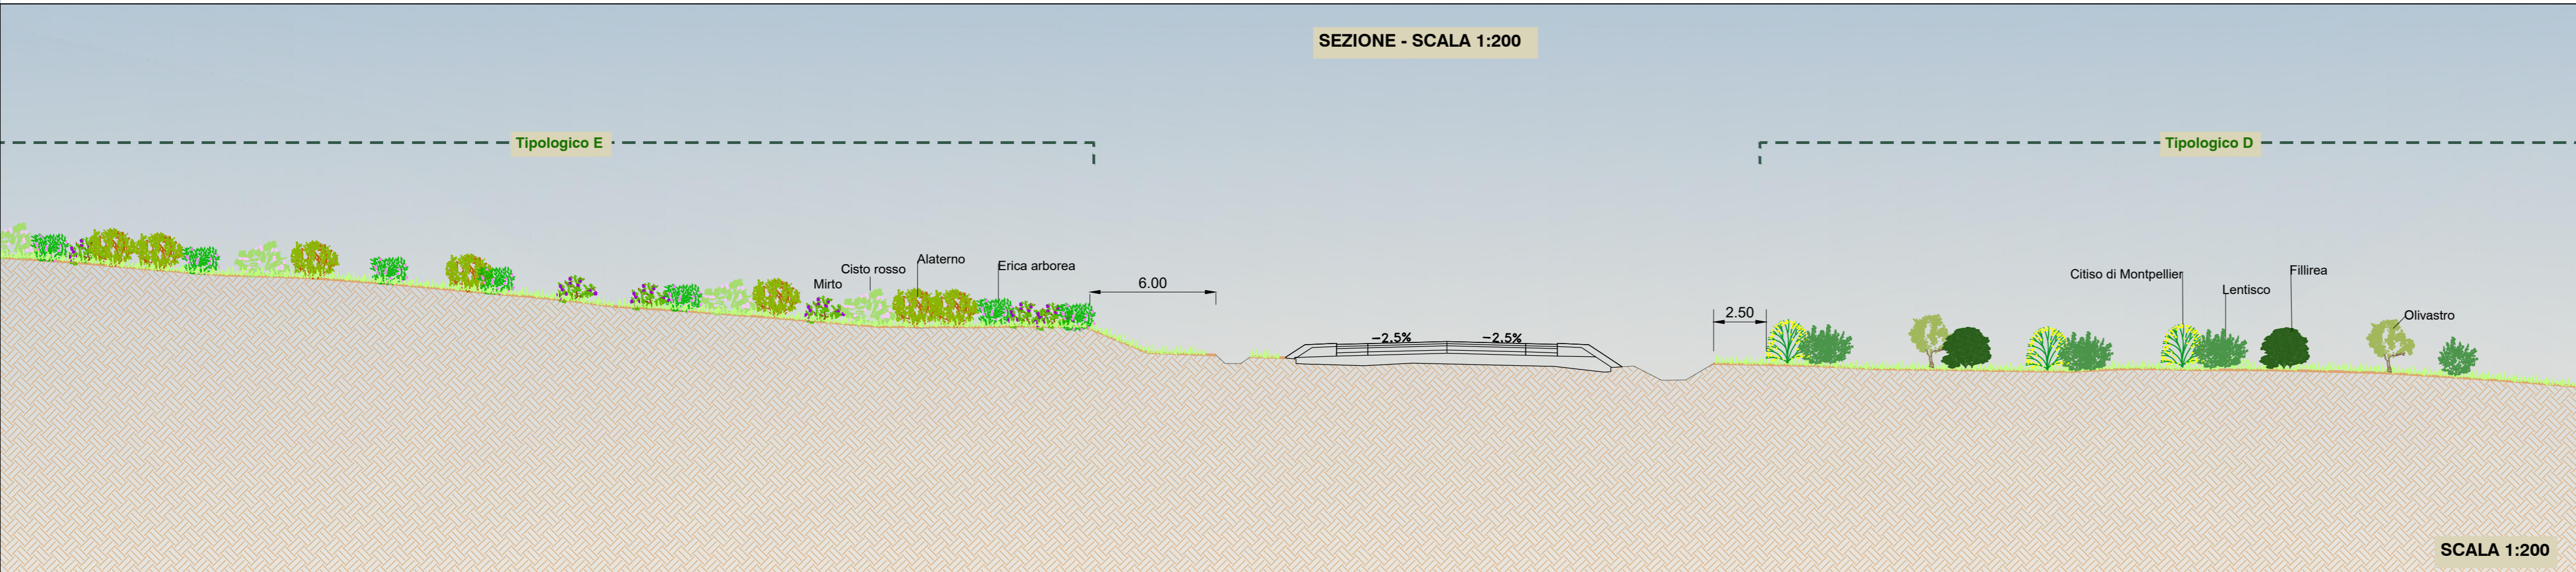 SEZIONE - SCALA 1:200
Tipologico E
Tipologico D
Mirto
Cisto rosso
Alaterno
Erica arborea
6.00
-2.5%
-2.5%
2.50
Citiso di Montpellier
Lentisco
Fillirea
Olivastro
SCALA 1:200